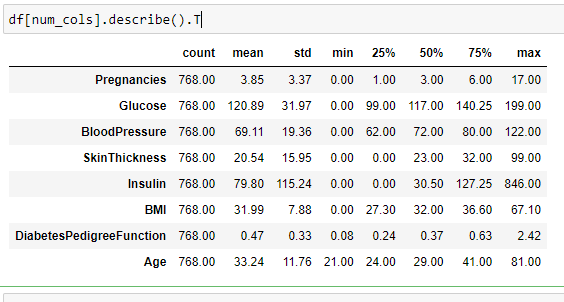 df[num_cols].describe().T
count mean std min 25% 50% 75% max
Pregnancies 768.00 3.85 3.37 0.00 1.00 3.00 6.00 17.00
Glucose 768.00 120.89 31.97 0.00 99.00 117.00 140.25 199.00
BloodPressure 768.00 69.11 19.36 0.00 62.00 72.00 80.00 122.00
SkinThickness 768.00 20.54 15.95 0.00 0.00 23.00 32.00 99.00
Insulin 768.00 79.80 115.24 0.00 0.00 30.50 127.25 846.00
BMI 768.00 31.99 7.88 0.00 27.30 32.00 36.60 67.10
DiabetesPedigreeFunction 768.00 0.47 0.33 0.08 0.24 0.37 0.63 2.42
Age 768.00 33.24 11.76 21.00 24.00 29.00 41.00 81.00